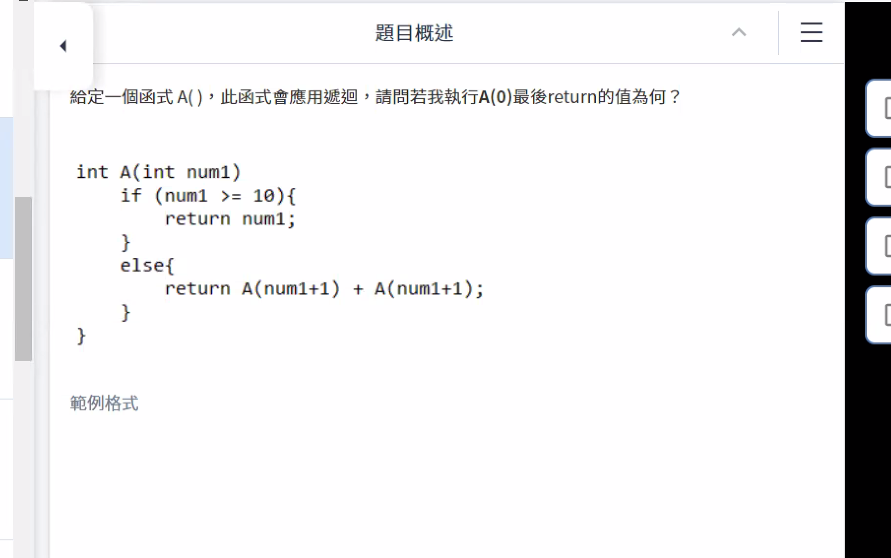 題目概述
給定一個函式 A( )，此函式會應用遞迴，請問若我執行A(0)最後return的值為何？
int A(int num1)
    if (num1 >= 10){
        return num1;
    }
    else{
        return A(num1+1) + A(num1+1);
    }
}
範例格式